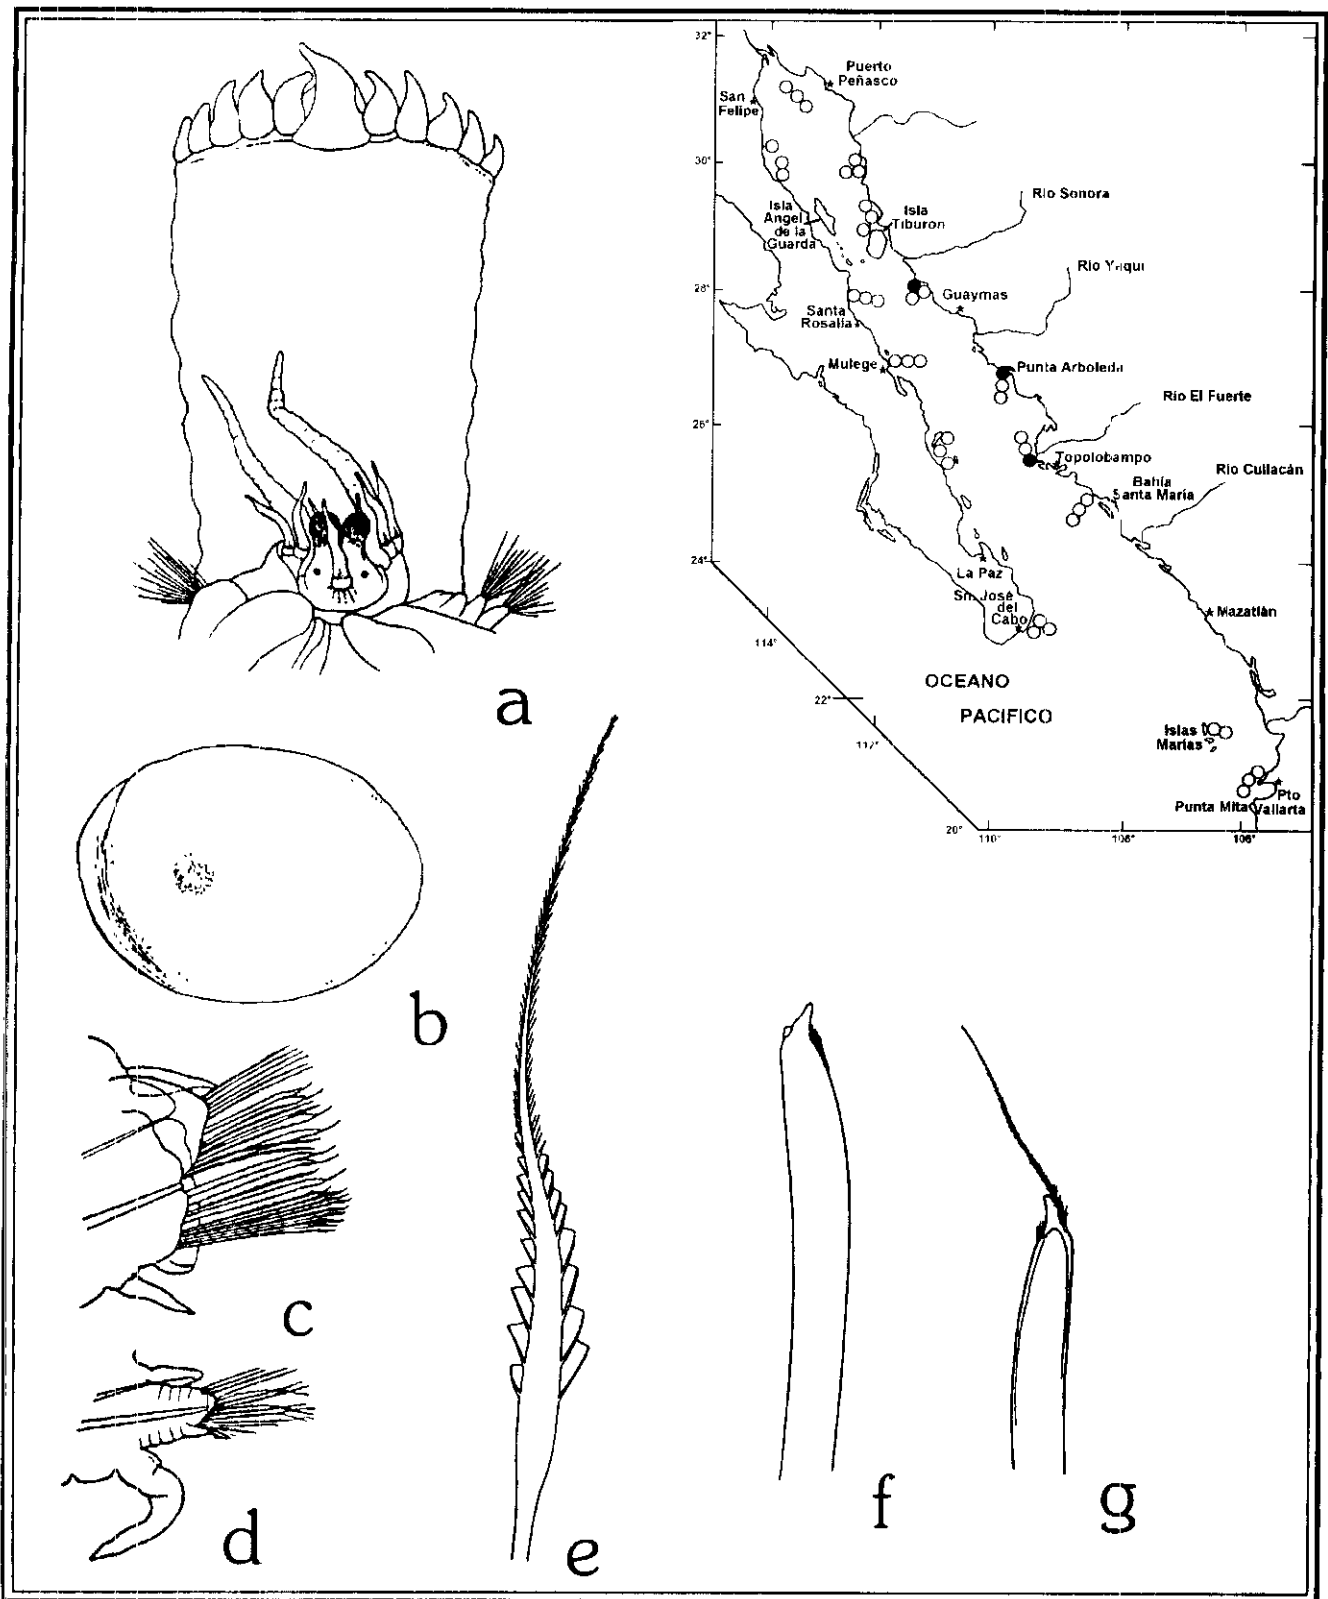 32°
Puerto
Peñasco
San
Felipe
30°
Isla
Angel
de la
Guarda
Isla
Tiburon
Rio Sonora
Rio Yaqui
28°
Guaymas
Santa
Rosalia
Mulege
Punta Arboleda
Rio El Fuerte
26°
Topolobampo
Rio Culiacán
Bahía
Santa María
24°
La Paz
Sn. José
del
Cabo
Mazatlán
114°
OCEANO
PACIFICO
22°
112°
Islas
Marías
Punta Mita
Pto
Vallarta
20°
110°
108°
106°
a
b
c
d
e
f
g